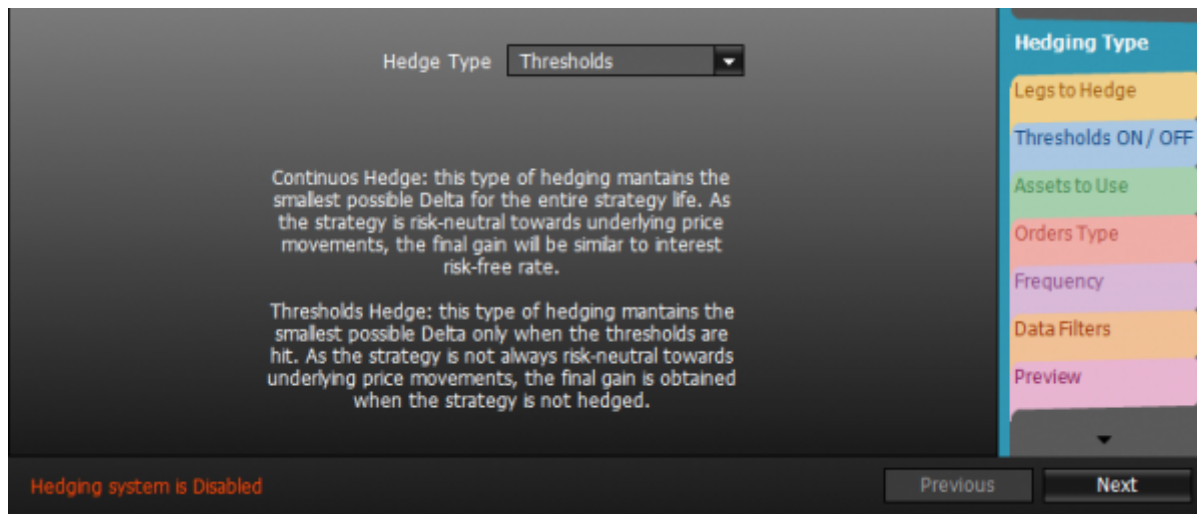 Hedge Type
Thresholds
Continuos Hedge: this type of hedging mantains the
smallest possible Delta for the entire strategy life. As
the strategy is risk-neutral towards underlying price
movements, the final gain will be similar to interest
risk-free rate.
Thresholds Hedge: this type of hedging mantains the
smallest possible Delta only when the thresholds are
hit. As the strategy is not always risk-neutral towards
underlying price movements, the final gain is obtained
when the strategy is not hedged.
Hedging Type
Legs to Hedge
Thresholds ON / OFF
Assets to Use
Orders Type
Frequency
Data Filters
Preview
Hedging system is Disabled
Previous
Next